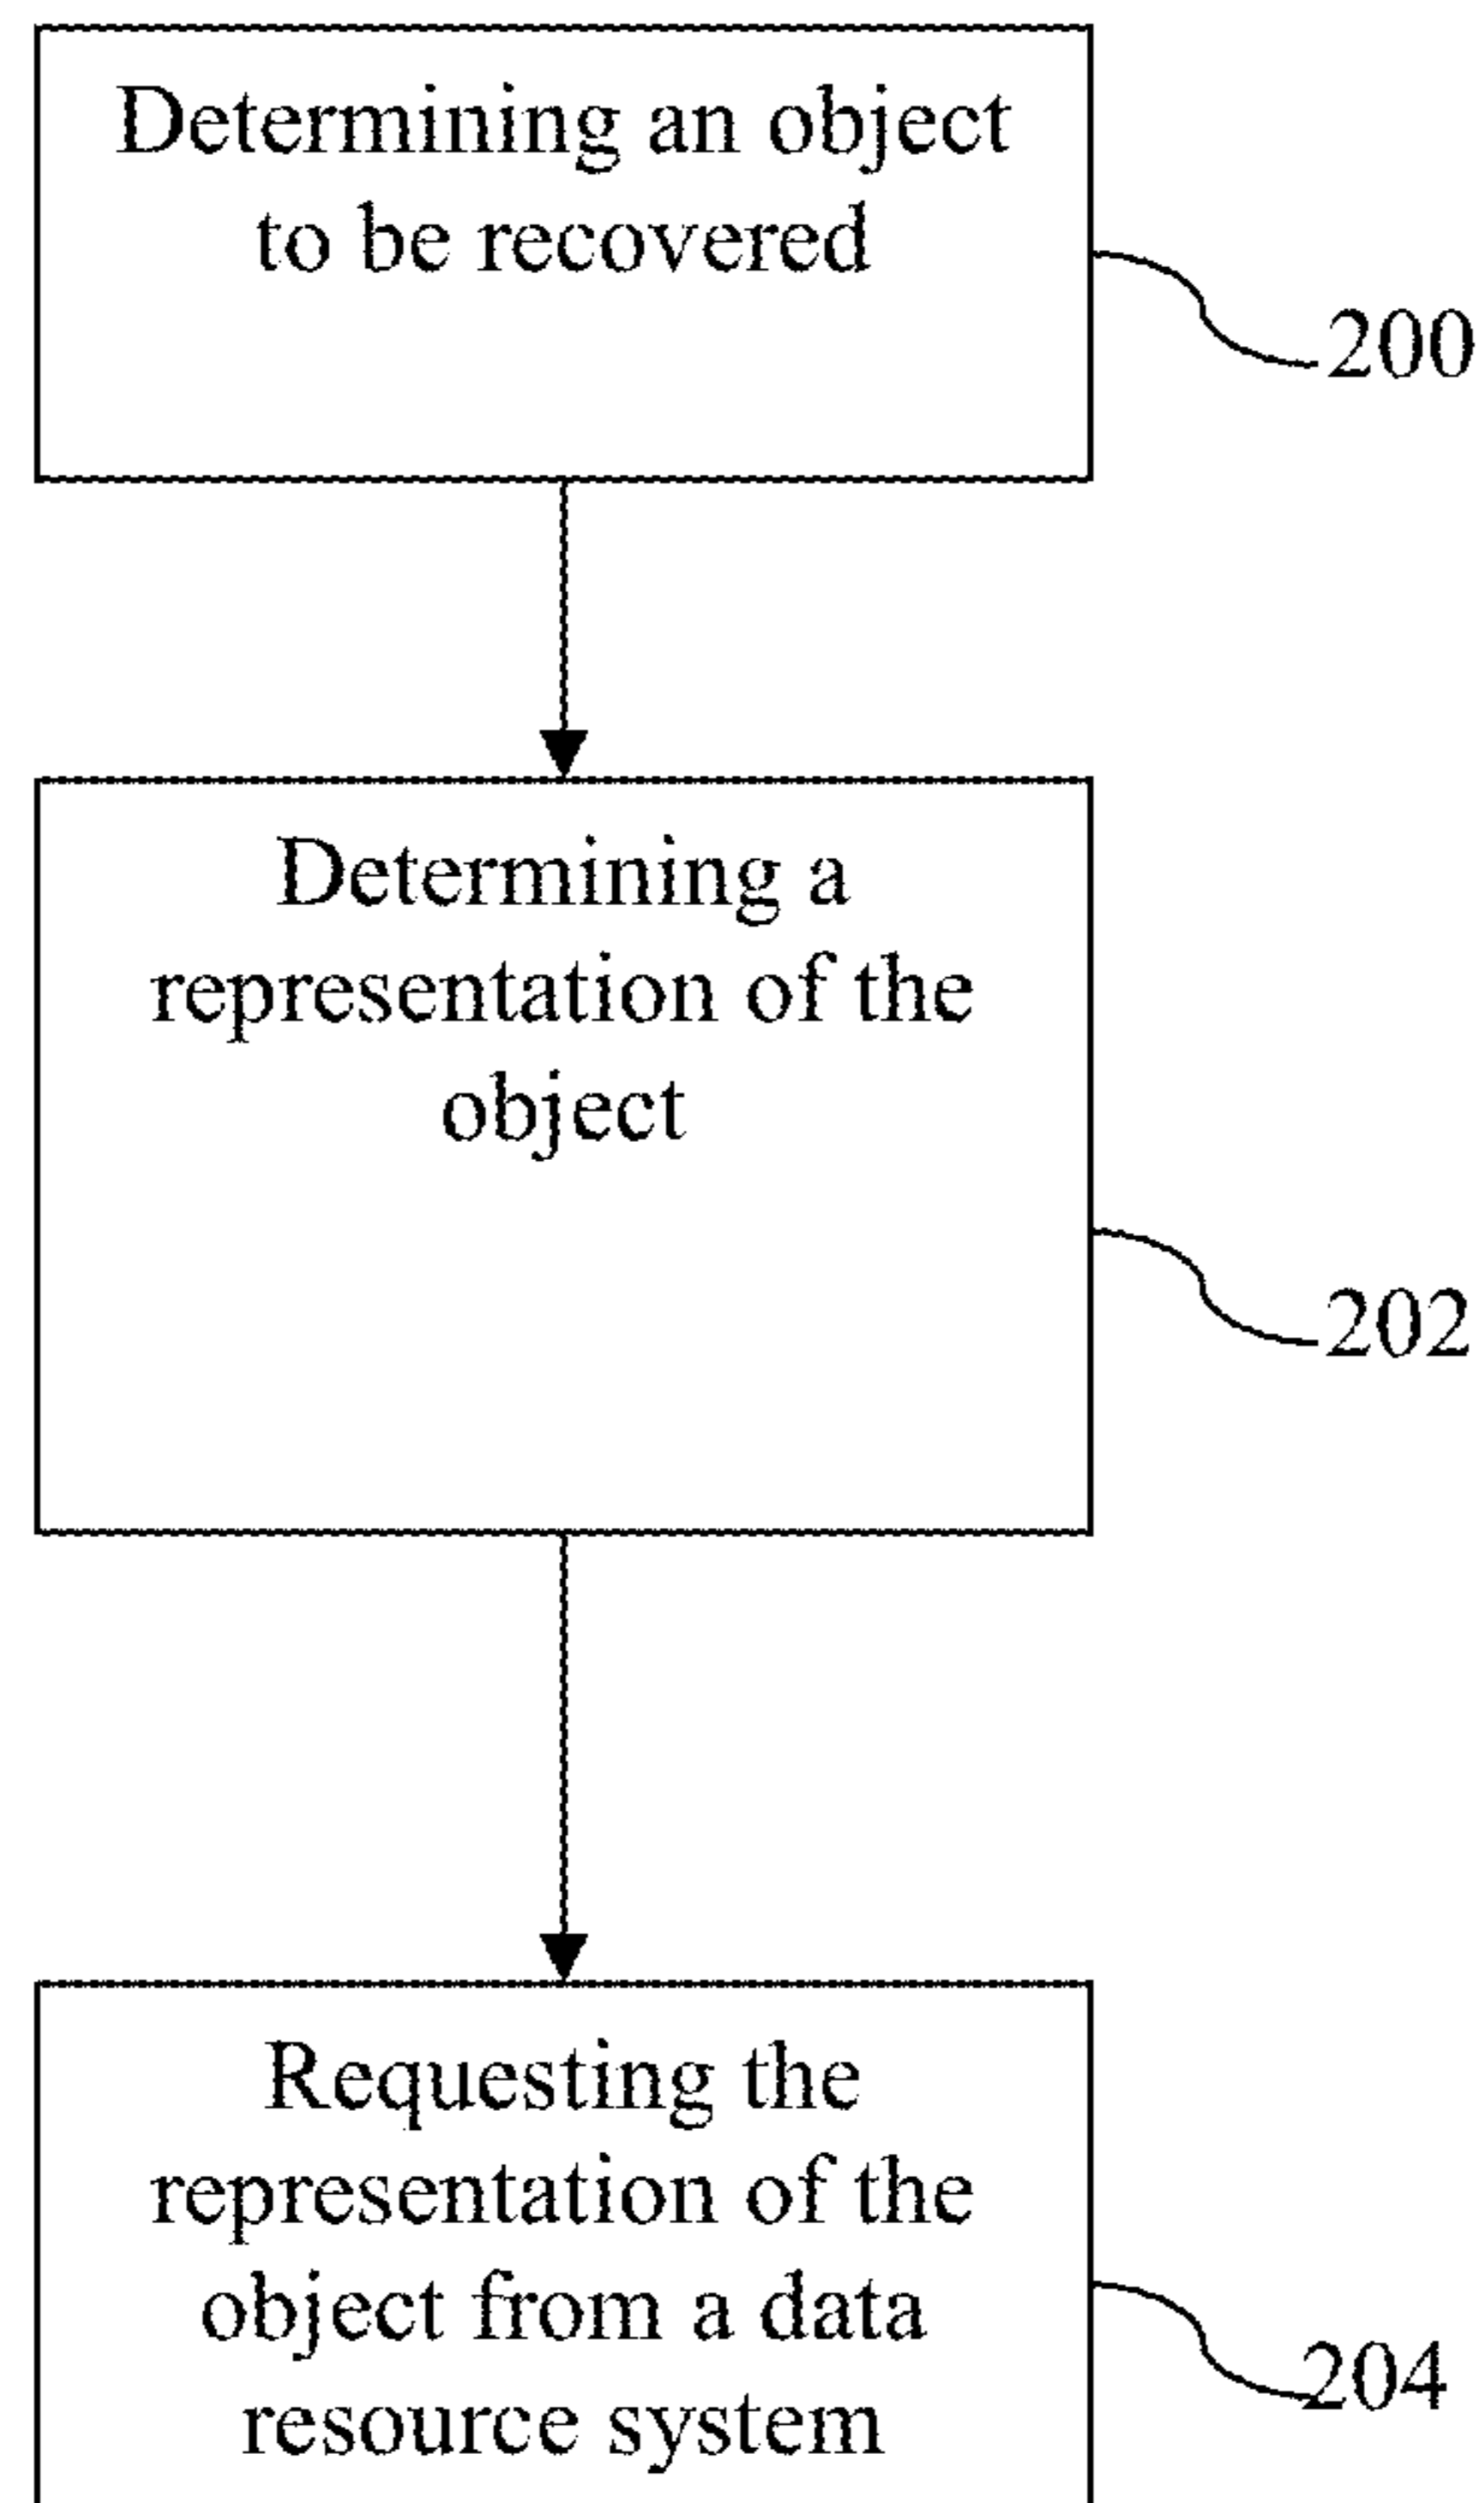 Determining an object
to be recovered
200
Determining a
representation of the
object
202
Requesting the
representation of the
object from a data
resource system
204